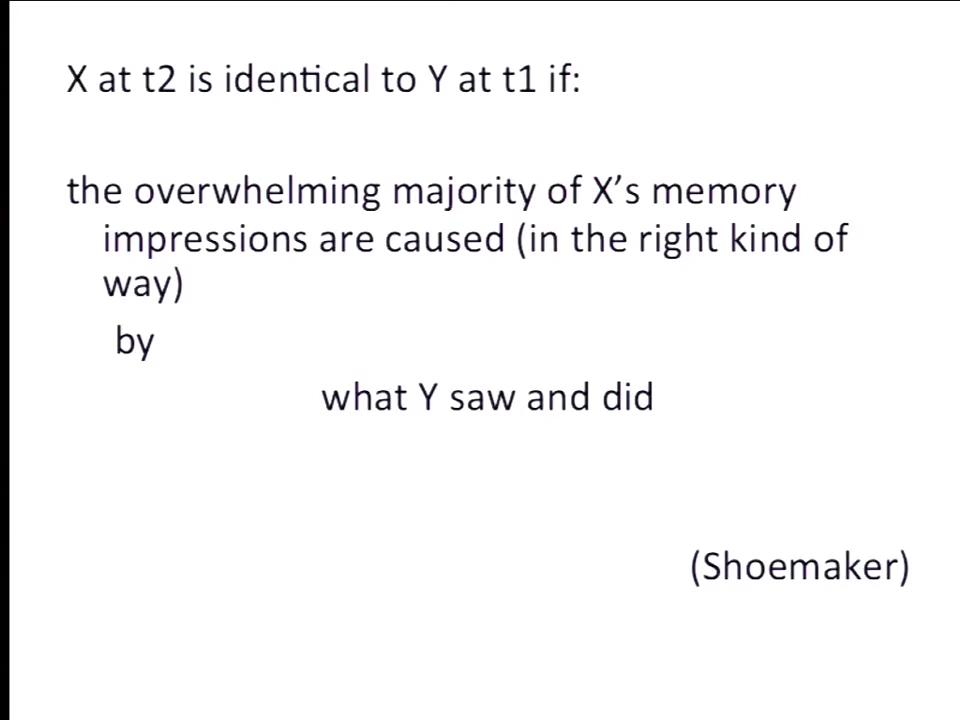 X at t2 is identical to Y at t1 if:
the overwhelming majority of X’s memory
impressions are caused (in the right kind of
way)
by
what Y saw and did
(Shoemaker)